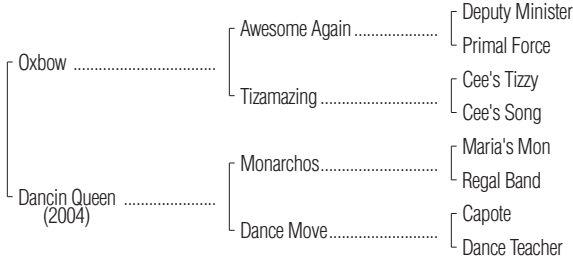 Deputy Minister
Awesome Again ....................
Primal Force
Oxbow ..................................
Cee's Tizzy
Tizamazing ............................
Cee's Song
Maria's Mon
Monarchos............................
Regal Band
Dancin Queen ......................
(2004)
Capote
Dance Move..........................
Dance Teacher